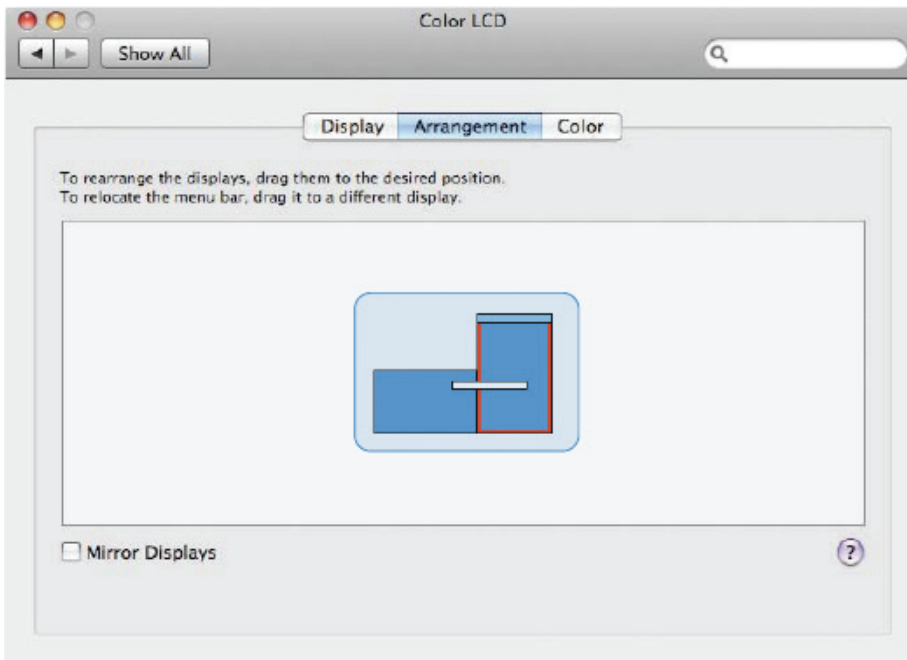 Color LCD
Show All
Display Arrangement Color
To rearrange the displays, drag them to the desired position.
To relocate the menu bar, drag it to a different display.
Mirror Displays
?